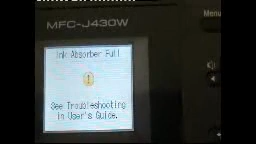 MFC-J430W
Menu
Ink Absorber Full
See Troubleshooting
in User's Guide.